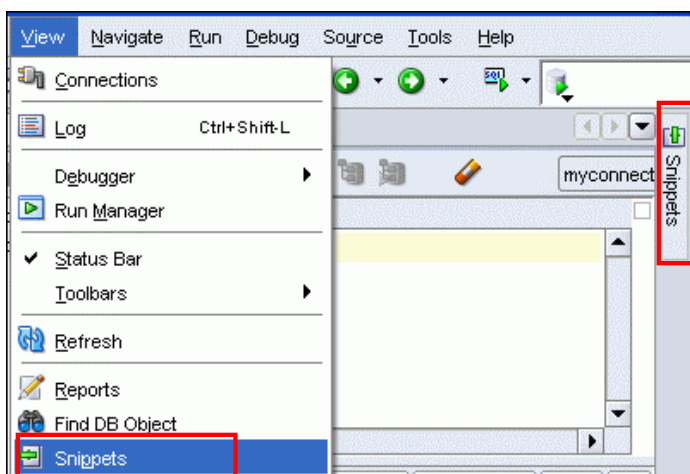 View Navigate Run Debug Source Tools Help
Connections
SQL
Log Ctrl+Shift-L
Debugger
myconnect
Snippets
Run Manager
Status Bar
Toolbars
Refresh
Reports
Find DB Object
Snippets